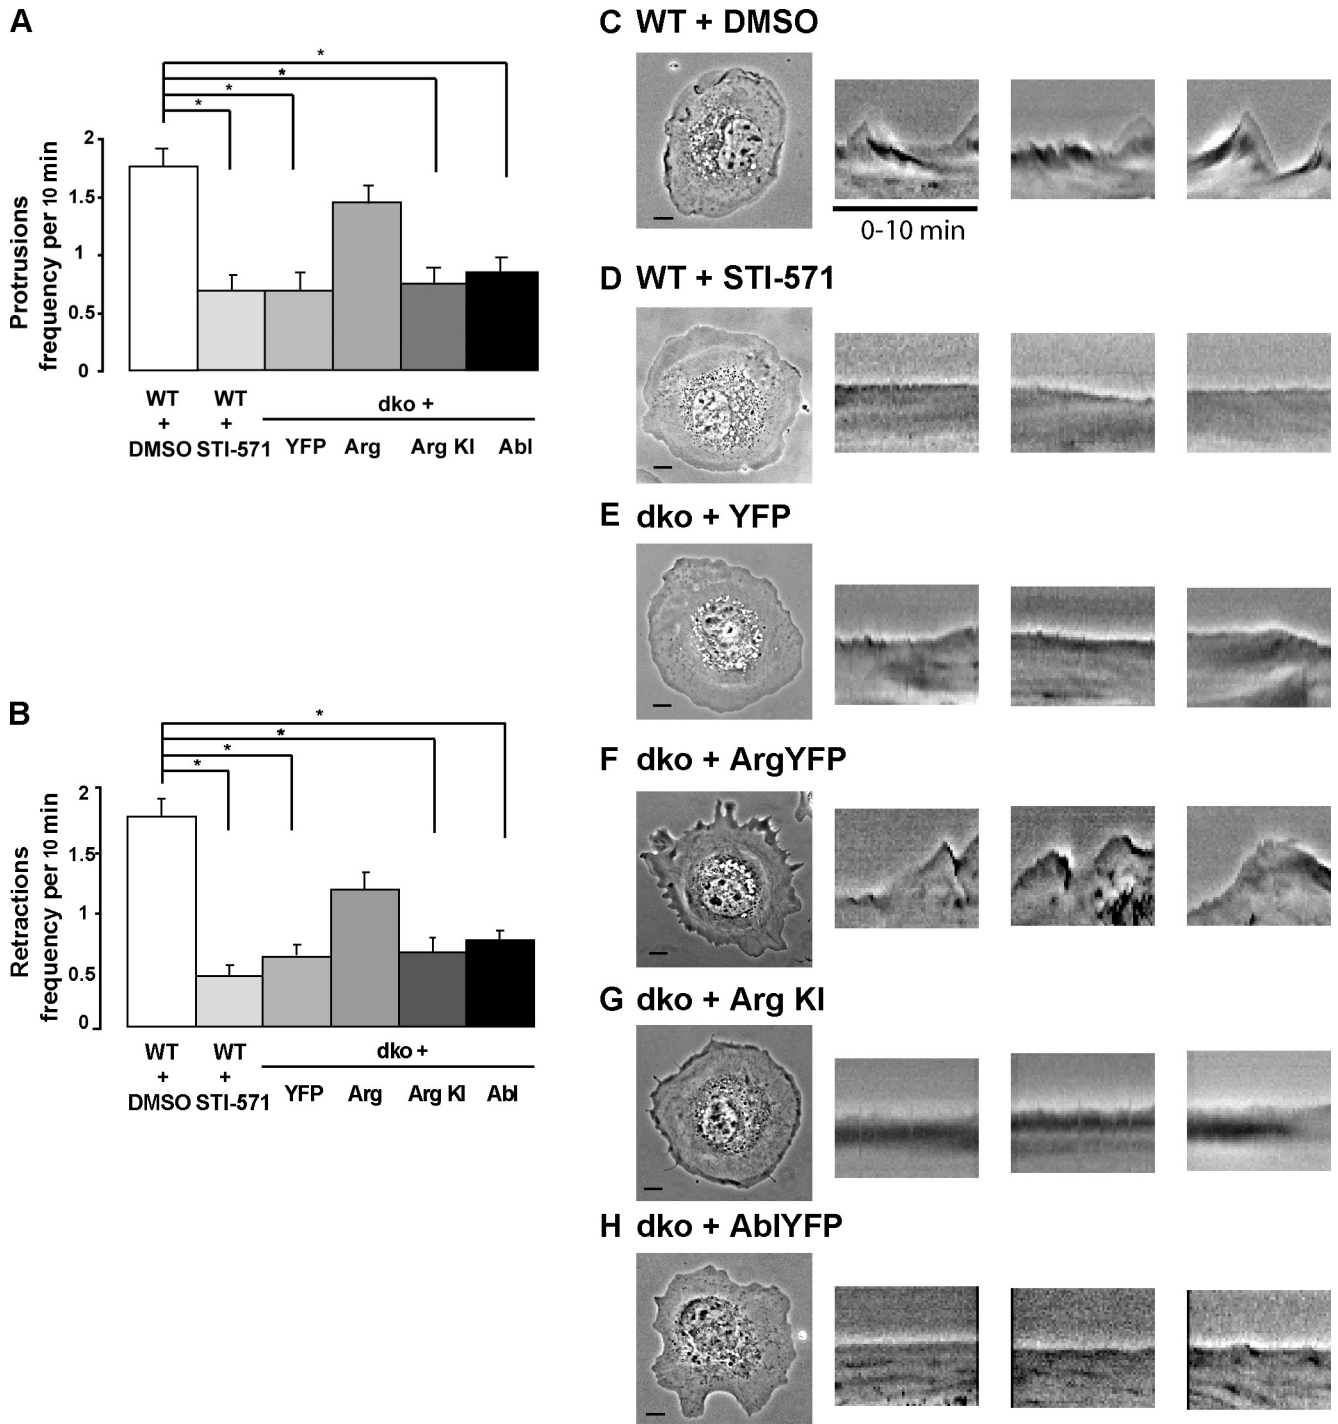 A
*
*
*
*
Protrusions
frequency per 10 min
2
1.5
1
0.5
0
WT
+
DMSO
WT
+
STI-571
dko +
YFP
Arg
Arg KI
Abl
B
*
*
*
*
Retractions
frequency per 10 min
2
1.5
1
0.5
0
WT
+
DMSO
WT
+
STI-571
dko +
YFP
Arg
Arg KI
Abl
C WT + DMSO
0-10 min
D WT + STI-571
E dko + YFP
F dko + ArgYFP
G dko + Arg KI
H dko + AblYFP